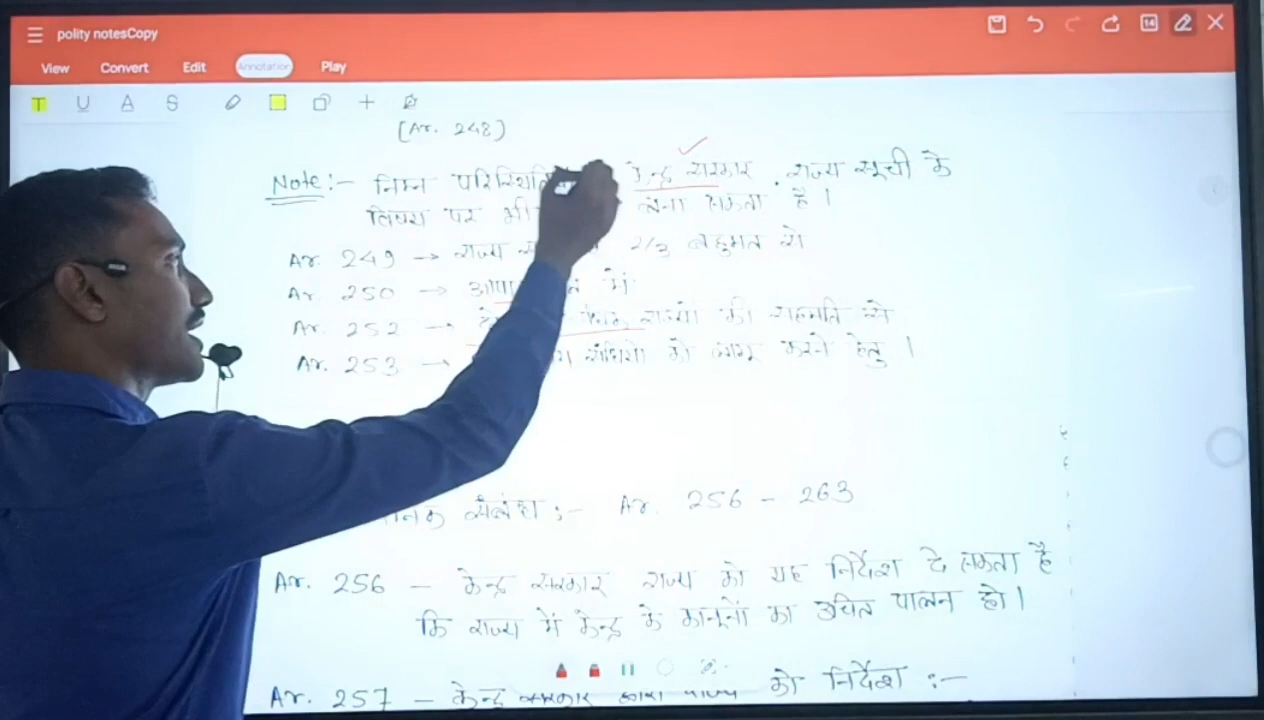 polity notesCopy
View Convert Edit Annotation Play
T U A S
[Ar. 248)
Note:- निम्न केन्द्र सरकार, राज्य सूची के
विषय पर भी बना सकता है।
Ar. 249 → राज्य 2/3 बहुमत से
Ar. 250 → में
Ar. 252 → राज्यों की सहमति से
Ar. 253 → संधियों को लागू करने हेतु।
संबंध :- Ar. 256 - 263
Ar. 256 - केन्द्र सरकार राज्य को यह निर्देश दे सकता है
कि राज्य में केन्द्र के कानूनों का उचित पालन हो।
Ar. 257 - केन्द्र सरकार द्वारा राज्य को निर्देश :-